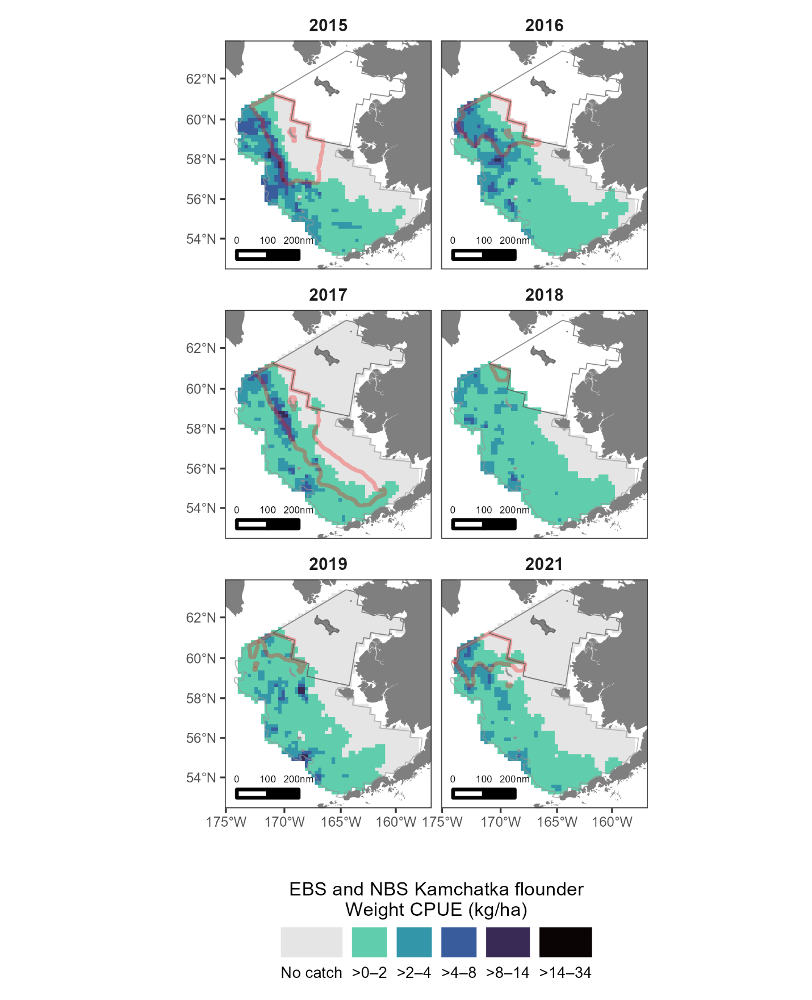 2015
2016
62°N
60°N
58°N
56°N
54°N
0 100 200nm
0 100 200nm
2017
2018
62°N
60°N
58°N
56°N
54°N
0 100 200nm
0 100 200nm
2019
2021
62°N
60°N
58°N
56°N
54°N
0 100 200nm
0 100 200nm
175°W 170°W 165°W 160°W 175°W 170°W 165°W 160°W
EBS and NBS Kamchatka flounder
Weight CPUE (kg/ha)
No catch >0–2 >2–4 >4–8 >8–14 >14–34